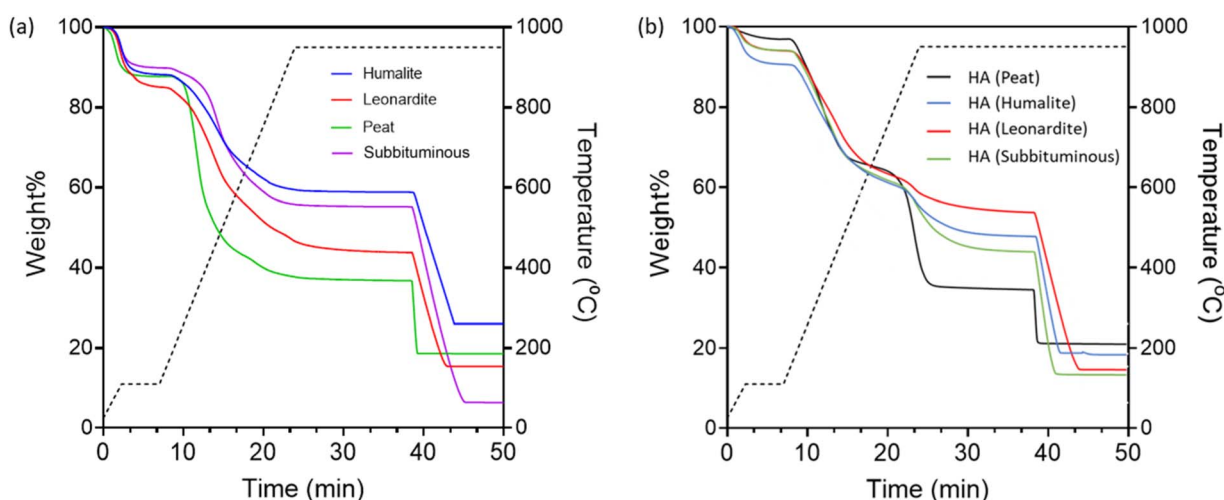 (a)
Weight%
100
80
60
40
20
0
Humalite
Leonardite
Peat
Subbituminous
1000
800
600
400
200
0
Temperature (⁰C)
0 10 20 30 40 50
Time (min)
(b)
Weight%
100
80
60
40
20
0
HA (Peat)
HA (Humalite)
HA (Leonardite)
HA (Subbituminous)
1000
800
600
400
200
0
Temperature (⁰C)
0 10 20 30 40 50
Time (min)